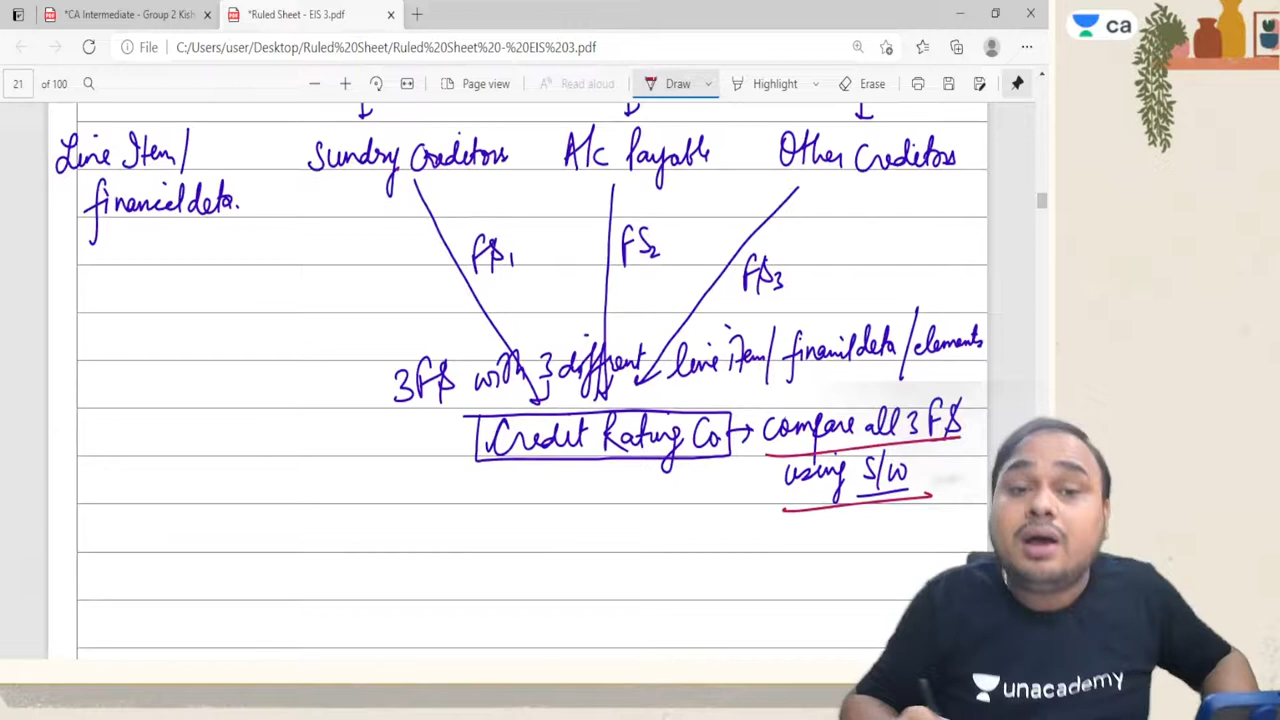 *CA Intermediate - Group 2 Kish
*Ruled Sheet - EIS 3.pdf
File
C:/Users/user/Desktop/Ruled%20Sheet/Ruled%20Sheet%20-%20EIS%203.pdf
ca
21 of 100
Page view
Read aloud
Draw
Highlight
Erase
Line Item/ Sundry Creditors A/c Payable Other Creditors
financial data.
FS1 FS2 FS3
3FS with 3 different line item/ financial data/elements
Credit Rating Co → compare all 3 FS
using S/W
unacademy